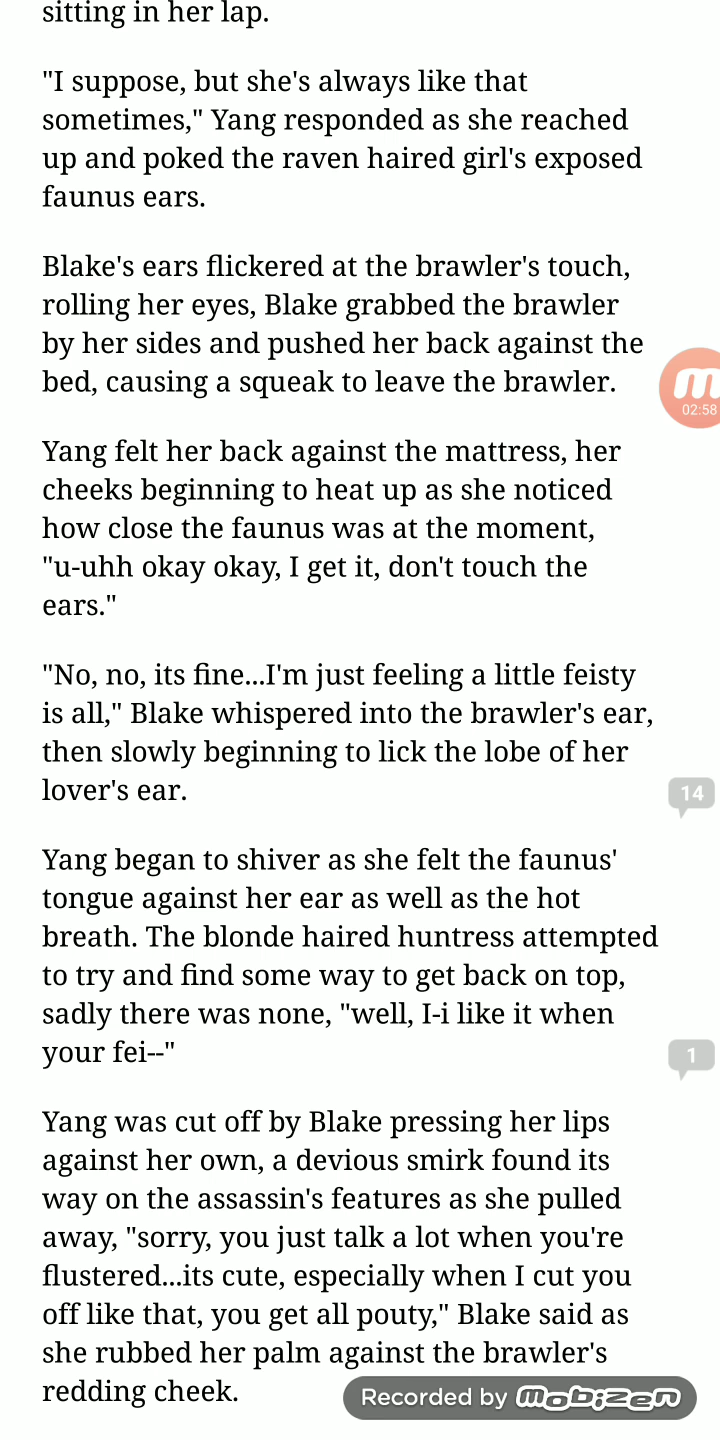 sitting in her lap.
"I suppose, but she's always like that
sometimes," Yang responded as she reached
up and poked the raven haired girl's exposed
faunus ears.
Blake's ears flickered at the brawler's touch,
rolling her eyes, Blake grabbed the brawler
by her sides and pushed her back against the
bed, causing a squeak to leave the brawler.
02:58
Yang felt her back against the mattress, her
cheeks beginning to heat up as she noticed
how close the faunus was at the moment,
"u-uhh okay okay, I get it, don't touch the
ears."
"No, no, its fine...I'm just feeling a little feisty
is all," Blake whispered into the brawler's ear,
then slowly beginning to lick the lobe of her
lover's ear.
14
Yang began to shiver as she felt the faunus'
tongue against her ear as well as the hot
breath. The blonde haired huntress attempted
to try and find some way to get back on top,
sadly there was none, "well, I-i like it when
your fei--"
1
Yang was cut off by Blake pressing her lips
against her own, a devious smirk found its
way on the assassin's features as she pulled
away, "sorry, you just talk a lot when you're
flustered...its cute, especially when I cut you
off like that, you get all pouty," Blake said as
she rubbed her palm against the brawler's
redding cheek.
Recorded by mobizen